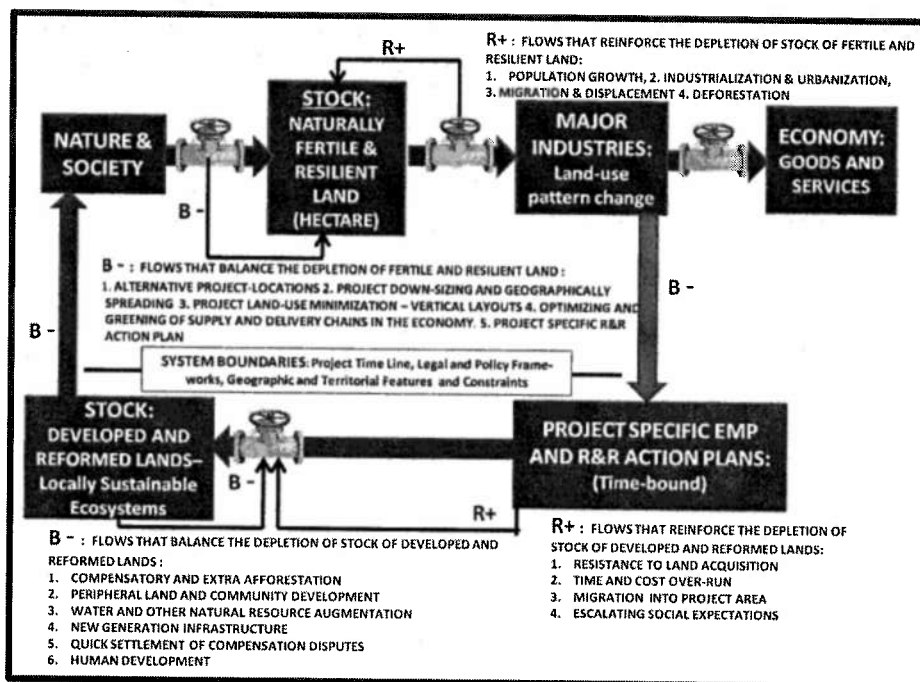 R+
R+ : FLOWS THAT REINFORCE THE DEPLETION OF STOCK OF FERTILE AND
RESILIENT LAND:
1. POPULATION GROWTH, 2. INDUSTRIALIZATION & URBANIZATION,
3. MIGRATION & DISPLACEMENT 4. DEFORESTATION
NATURE &
SOCIETY
STOCK:
NATURALLY
FERTILE &
RESILIENT
LAND
(HECTARE)
MAJOR
INDUSTRIES:
Land-use
pattern change
ECONOMY:
GOODS AND
SERVICES
B -
B - : FLOWS THAT BALANCE THE DEPLETION OF FERTILE AND RESILIENT LAND :
1. ALTERNATIVE PROJECT-LOCATIONS 2. PROJECT DOWN-SIZING AND GEOGRAPHICALLY
SPREADING 3. PROJECT LAND-USE MINIMIZATION – VERTICAL LAYOUTS 4. OPTIMIZING AND
GREENING OF SUPPLY AND DELIVERY CHAINS IN THE ECONOMY. 5. PROJECT SPECIFIC R&R
ACTION PLAN
B -
B -
SYSTEM BOUNDARIES: Project Time Line, Legal and Policy Frame-
works, Geographic and Territorial Features and Constraints
STOCK:
DEVELOPED AND
REFORMED LANDS–
Locally Sustainable
Ecosystems
B -
R+
PROJECT SPECIFIC EMP
AND R&R ACTION PLANS:
(Time-bound)
B - : FLOWS THAT BALANCE THE DEPLETION OF STOCK OF DEVELOPED AND
REFORMED LANDS :
1. COMPENSATORY AND EXTRA AFFORESTATION
2. PERIPHERAL LAND AND COMMUNITY DEVELOPMENT
3. WATER AND OTHER NATURAL RESOURCE AUGMENTATION
4. NEW GENERATION INFRASTRUCTURE
5. QUICK SETTLEMENT OF COMPENSATION DISPUTES
6. HUMAN DEVELOPMENT
R+ : FLOWS THAT REINFORCE THE DEPLETION OF
STOCK OF DEVELOPED AND REFORMED LANDS:
1. RESISTANCE TO LAND ACQUISITION
2. TIME AND COST OVER-RUN
3. MIGRATION INTO PROJECT AREA
4. ESCALATING SOCIAL EXPECTATIONS